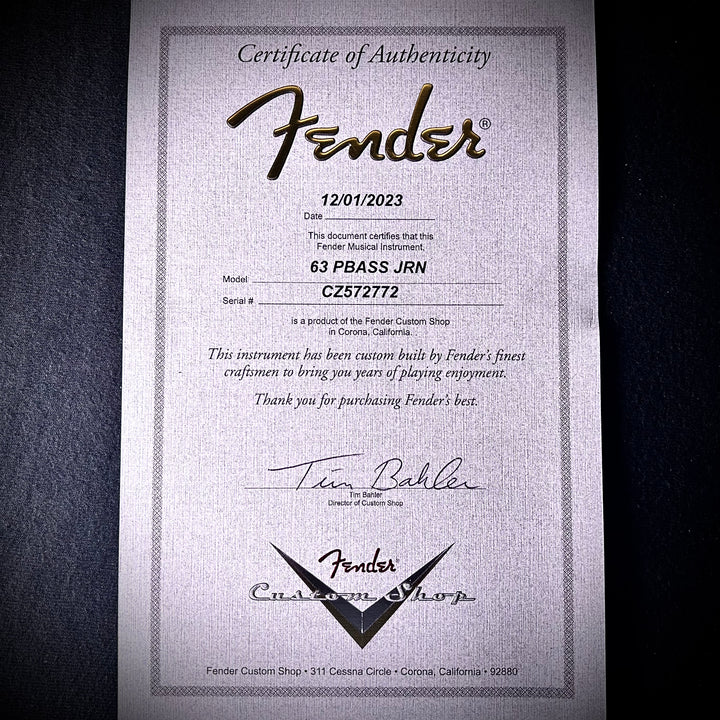 Certificate of Authenticity
Fender®
12/01/2023
Date
This document certifies that this
Fender Musical Instrument,
63 PBASS JRN
Model
CZ572772
Serial #
is a product of the Fender Custom Shop
in Corona, California.
This instrument has been custom built by Fender's finest
craftsmen to bring you years of playing enjoyment.
Thank you for purchasing Fender's best.
Tim Bahler
Tim Bahler
Director of Custom Shop
Fender®
Custom Shop
Fender Custom Shop • 311 Cessna Circle • Corona, California • 92880